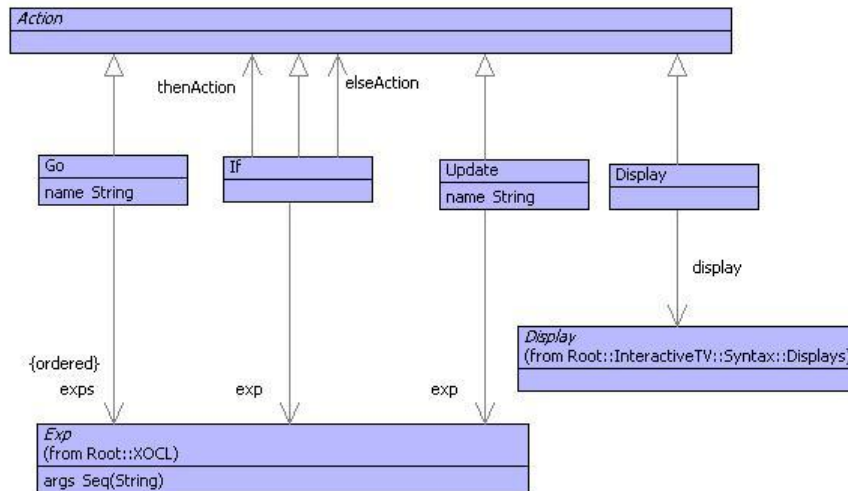 Action
thenAction
elseAction
Go
name String
If
Update
name String
Display
display
Display
(from Root::InteractiveTV::Syntax::Displays)
{ordered}
exps
exp
exp
Exp
(from Root::XOCL)
args Seq(String)